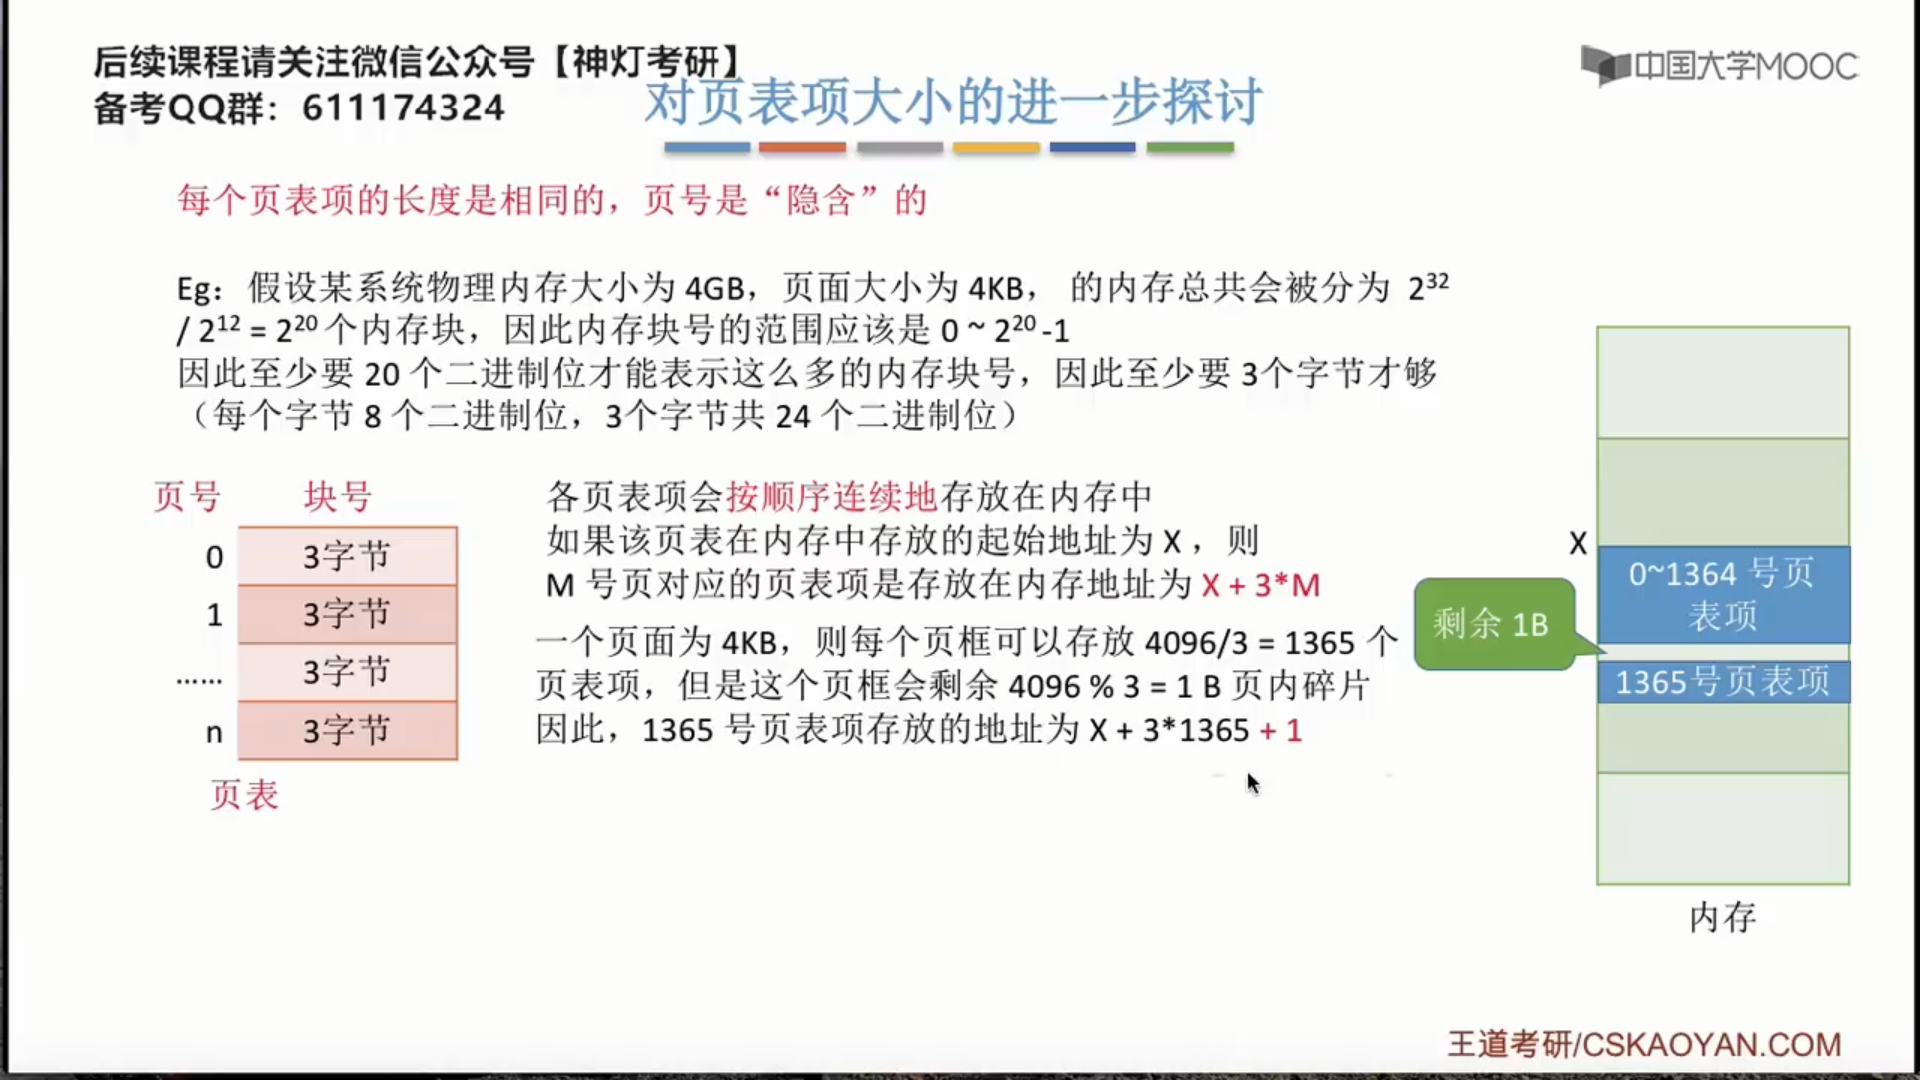 后续课程请关注微信公众号【神灯考研】
备考QQ群：611174324
中国大学MOOC
对页表项大小的进一步探讨
每个页表项的长度是相同的，页号是“隐含”的
Eg：假设某系统物理内存大小为 4GB，页面大小为 4KB， 的内存总共会被分为 2³²
/ 2¹² = 2²⁰ 个内存块，因此内存块号的范围应该是 0 ~ 2²⁰ -1
因此至少要 20 个二进制位才能表示这么多的内存块号，因此至少要 3个字节才够
（每个字节 8 个二进制位，3个字节共 24 个二进制位）
页号 块号
0 3字节
1 3字节
…… 3字节
n 3字节
页表
各页表项会按顺序连续地存放在内存中
如果该页表在内存中存放的起始地址为 X ，则
M 号页对应的页表项是存放在内存地址为 X + 3*M
一个页面为 4KB，则每个页框可以存放 4096/3 = 1365 个
页表项，但是这个页框会剩余 4096 % 3 = 1 B 页内碎片
因此，1365 号页表项存放的地址为 X + 3*1365 + 1
X
0~1364 号页
表项
剩余 1B
1365号页表项
内存
王道考研/CSKAOYAN.COM